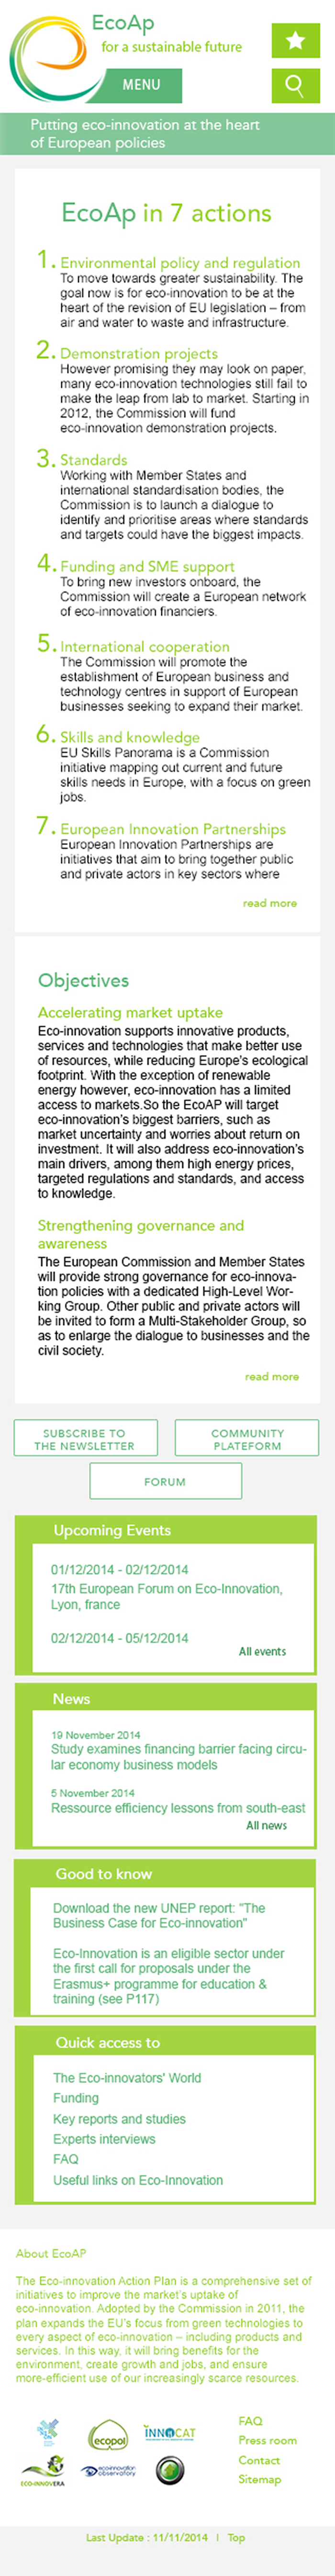 EcoAp
for a sustainable future
MENU
Putting eco-innovation at the heart
of European policies
EcoAp in 7 actions
1. Environmental policy and regulation
To move towards greater sustainability. The
goal now is for eco-innovation to be at the
heart of the revision of EU legislation – from
air and water to waste and infrastructure.
2. Demonstration projects
However promising they may look on paper,
many eco-innovation technologies still fail to
make the leap from lab to market. Starting in
2012, the Commission will fund
eco-innovation demonstration projects.
3. Standards
Working with Member States and
international standardisation bodies, the
Commission is to launch a dialogue to
identify and prioritise areas where standards
and targets could have the biggest impacts.
4. Funding and SME support
To bring new investors onboard, the
Commission will create a European network
of eco-innovation financiers.
5. International cooperation
The Commission will promote the
establishment of European business and
technology centres in support of European
businesses seeking to expand their market.
6. Skills and knowledge
EU Skills Panorama is a Commission
initiative mapping out current and future
skills needs in Europe, with a focus on green
jobs.
7. European Innovation Partnerships
European Innovation Partnerships are
initiatives that aim to bring together public
and private actors in key sectors where
read more
Objectives
Accelerating market uptake
Eco-innovation supports innovative products,
services and technologies that make better use
of resources, while reducing Europe's ecological
footprint. With the exception of renewable
energy however, eco-innovation has a limited
access to markets.So the EcoAP will target
eco-innovation's biggest barriers, such as
market uncertainty and worries about return on
investment. It will also address eco-innovation's
main drivers, among them high energy prices,
targeted regulations and standards, and access
to knowledge.
Strengthening governance and
awareness
The European Commission and Member States
will provide strong governance for eco-innova-
tion policies with a dedicated High-Level Wor-
king Group. Other public and private actors will
be invited to form a Multi-Stakeholder Group, so
as to enlarge the dialogue to businesses and the
civil society.
read more
SUBSCRIBE TO
THE NEWSLETTER
COMMUNITY
PLATEFORM
FORUM
Upcoming Events
01/12/2014 - 02/12/2014
17th European Forum on Eco-Innovation,
Lyon, france
02/12/2014 - 05/12/2014
All events
News
19 November 2014
Study examines financing barrier facing circu-
lar economy business models
5 November 2014
Ressource efficiency lessons from south-east
All news
Good to know
Download the new UNEP report: "The
Business Case for Eco-innovation"
Eco-Innovation is an eligible sector under
the first call for proposals under the
Erasmus+ programme for education &
training (see P117)
Quick access to
The Eco-innovators' World
Funding
Key reports and studies
Experts interviews
FAQ
Useful links on Eco-Innovation
About EcoAP
The Eco-innovation Action Plan is a comprehensive set of
initiatives to improve the market's uptake of
eco-innovation. Adopted by the Commission in 2011, the
plan expands the EU's focus from green technologies to
every aspect of eco-innovation – including products and
services. In this way, it will bring benefits for the
environment, create growth and jobs, and ensure
more-efficient use of our increasingly scarce resources.
ecopol
INNOCAT
ECO-INNOVERA
eco-innovation
observatory
FAQ
Press room
Contact
Sitemap
Last Update : 11/11/2014 | Top